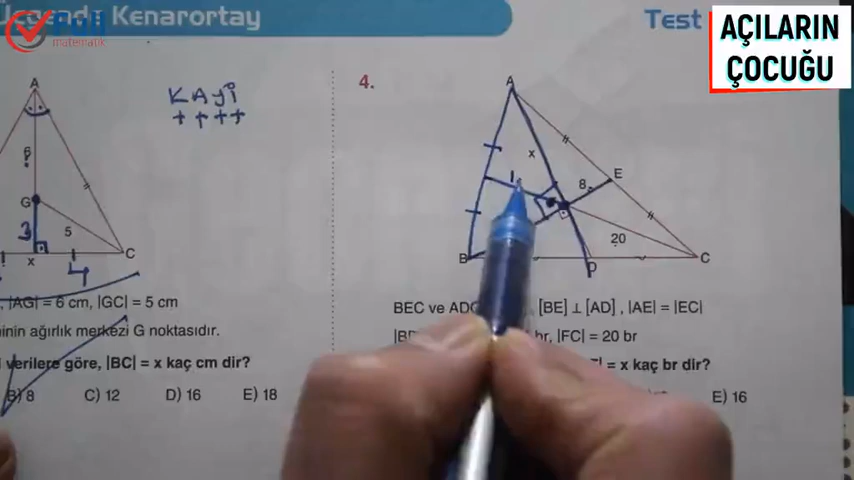 Full
matematik
Kenarortay
Test
AÇILARIN
ÇOCUĞU
KAYİ
++++
4.
A
6
G
3
5
x
4
C
A
x
8
E
20
B
D
C
|AG| = 6 cm, |GC| = 5 cm
ağırlık merkezi G noktasıdır.
verilere göre, |BC| = x kaç cm dir?
B) 8 C) 12 D) 16 E) 18
BEC ve [BE] ⊥ [AD] , |AE| = |EC|
br, |FC| = 20 br
= x kaç br dir?
E) 16